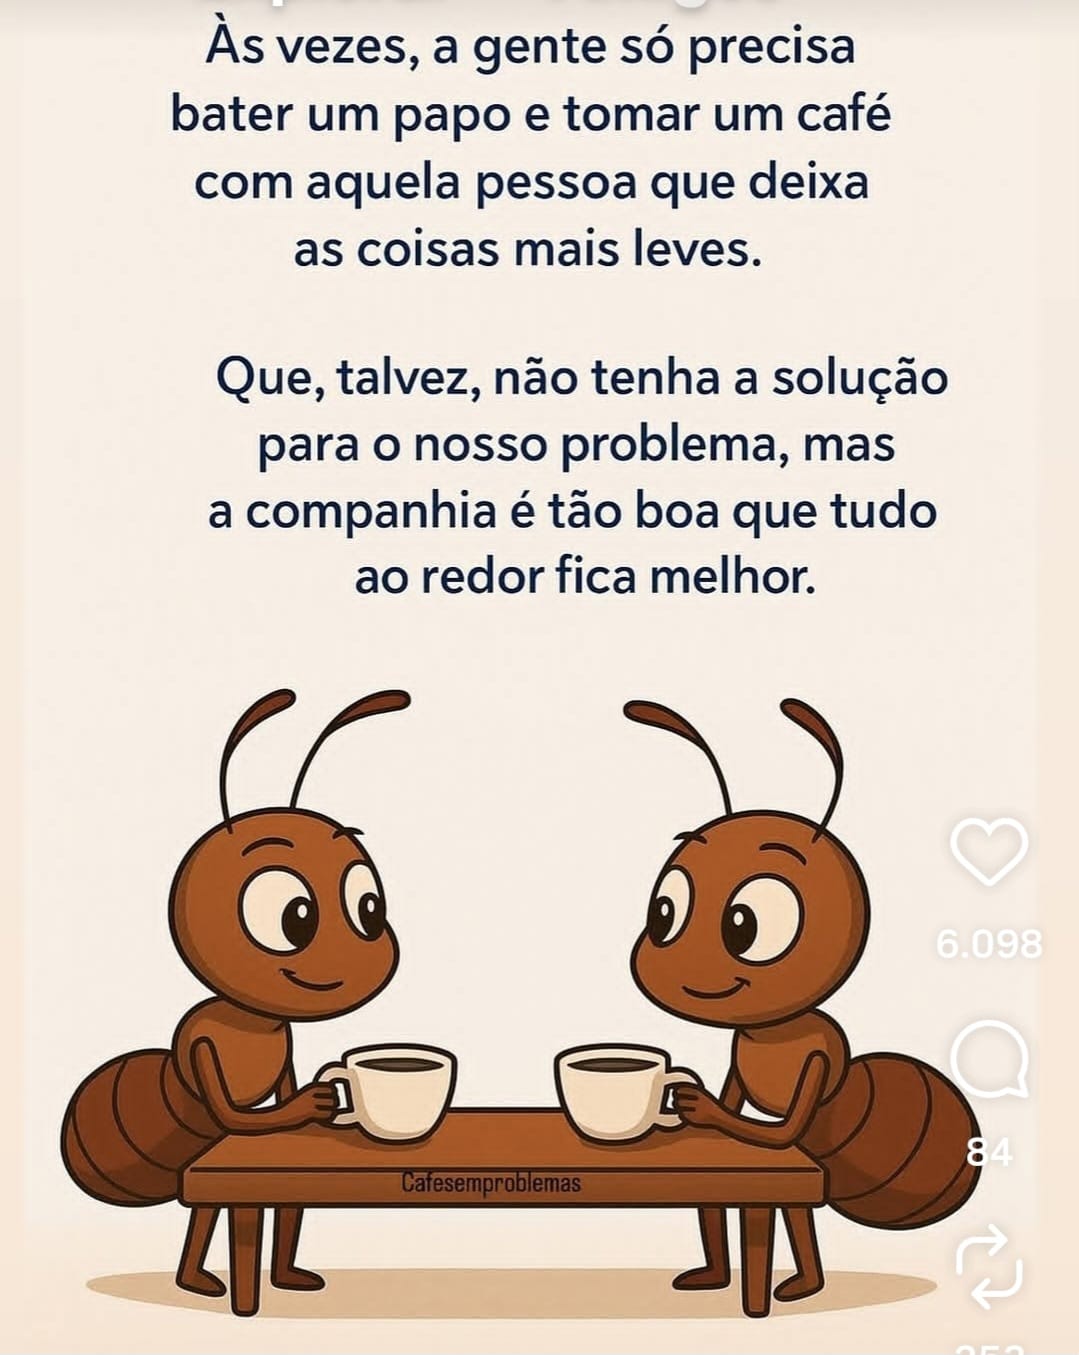 Às vezes, a gente só precisa
bater um papo e tomar um café
com aquela pessoa que deixa
as coisas mais leves.
Que, talvez, não tenha a solução
para o nosso problema, mas
a companhia é tão boa que tudo
ao redor fica melhor.
6.098
84
Cafesemproblemas